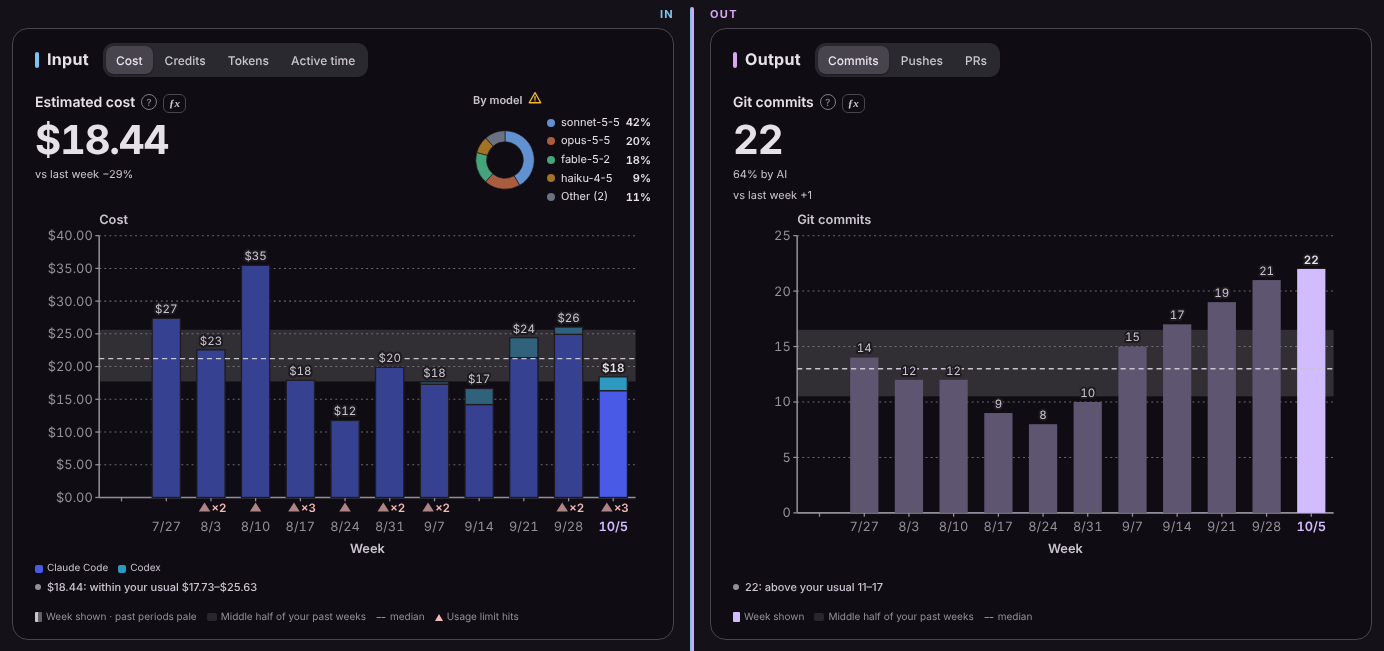 IN
OUT
Input
Cost Credits Tokens Active time
Estimated cost ? ƒx
$18.44
vs last week −29%
By model
sonnet-5-5 42%
opus-5-5 20%
fable-5-2 18%
haiku-4-5 9%
Other (2) 11%
Cost
$40.00
$35.00
$30.00
$25.00
$20.00
$15.00
$10.00
$5.00
$0.00
$27 $23 $35 $18 $12 $20 $18 $17 $24 $26 $18
×2 ×3 ×2 ×2 ×2 ×3
7/27 8/3 8/10 8/17 8/24 8/31 9/7 9/14 9/21 9/28 10/5
Week
Claude Code Codex
$18.44: within your usual $17.73–$25.63
Week shown · past periods pale Middle half of your past weeks median Usage limit hits
Output
Commits Pushes PRs
Git commits ? ƒx
22
64% by AI
vs last week +1
Git commits
25
20
15
10
5
0
14 12 12 9 8 10 15 17 19 21 22
7/27 8/3 8/10 8/17 8/24 8/31 9/7 9/14 9/21 9/28 10/5
Week
22: above your usual 11–17
Week shown Middle half of your past weeks median